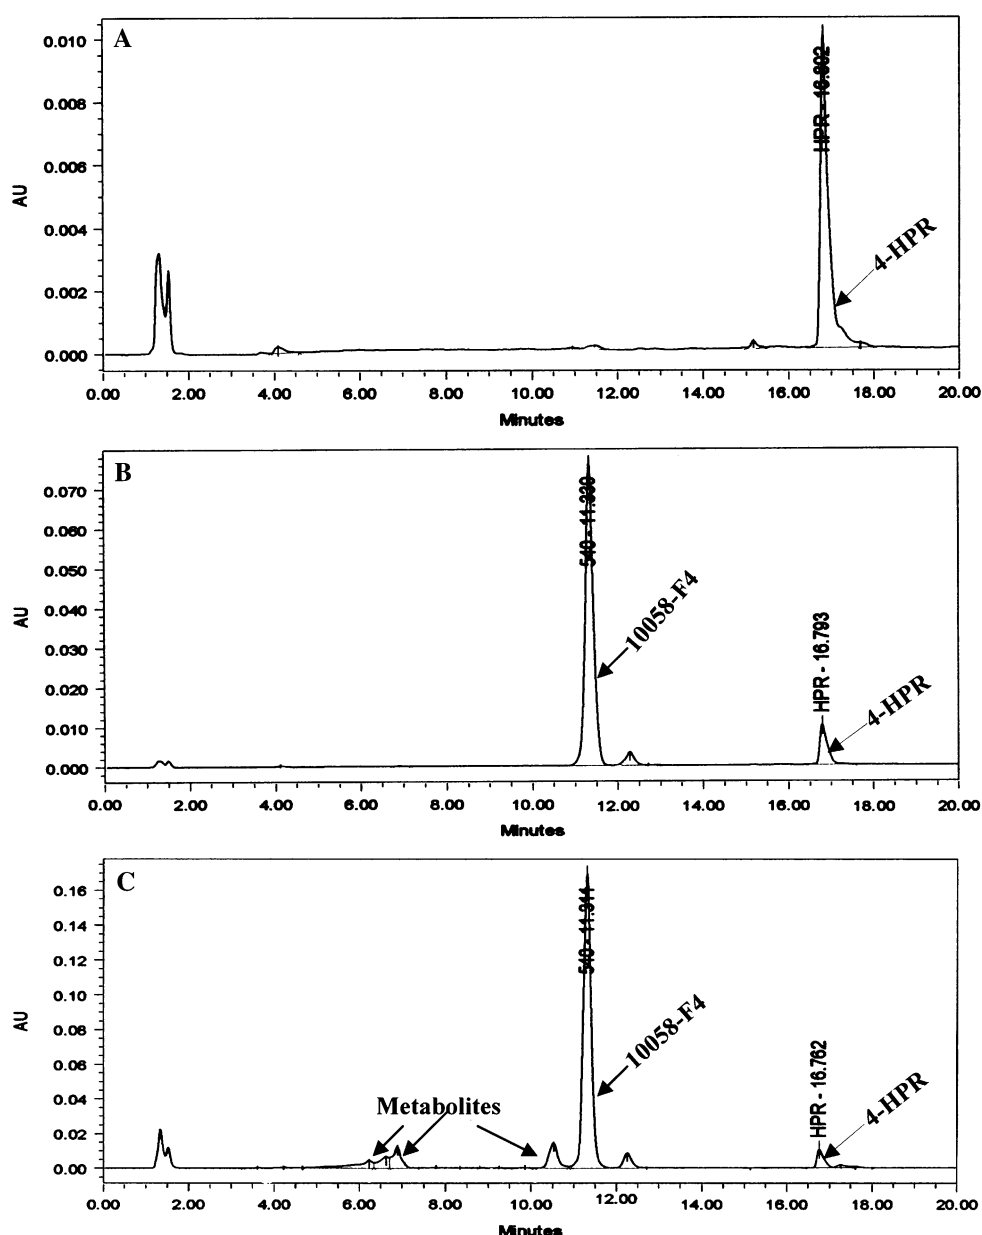 A
0.010
0.008
0.006
0.004
0.002
0.000
AU
HPR - 16.802
4-HPR
0.00 2.00 4.00 6.00 8.00 10.00 12.00 14.00 16.00 18.00 20.00
Minutes
B
0.070
0.060
0.050
0.040
0.030
0.020
0.010
0.000
AU
540 - 11.330
10058-F4
HPR - 16.793
4-HPR
0.00 2.00 4.00 6.00 8.00 10.00 12.00 14.00 16.00 18.00 20.00
Minutes
C
0.16
0.14
0.12
0.10
0.08
0.06
0.04
0.02
0.00
AU
540 - 11.311
10058-F4
Metabolites
HPR - 16.762
4-HPR
0.00 2.00 4.00 6.00 8.00 10.00 12.00 14.00 16.00 18.00 20.00
Minutes